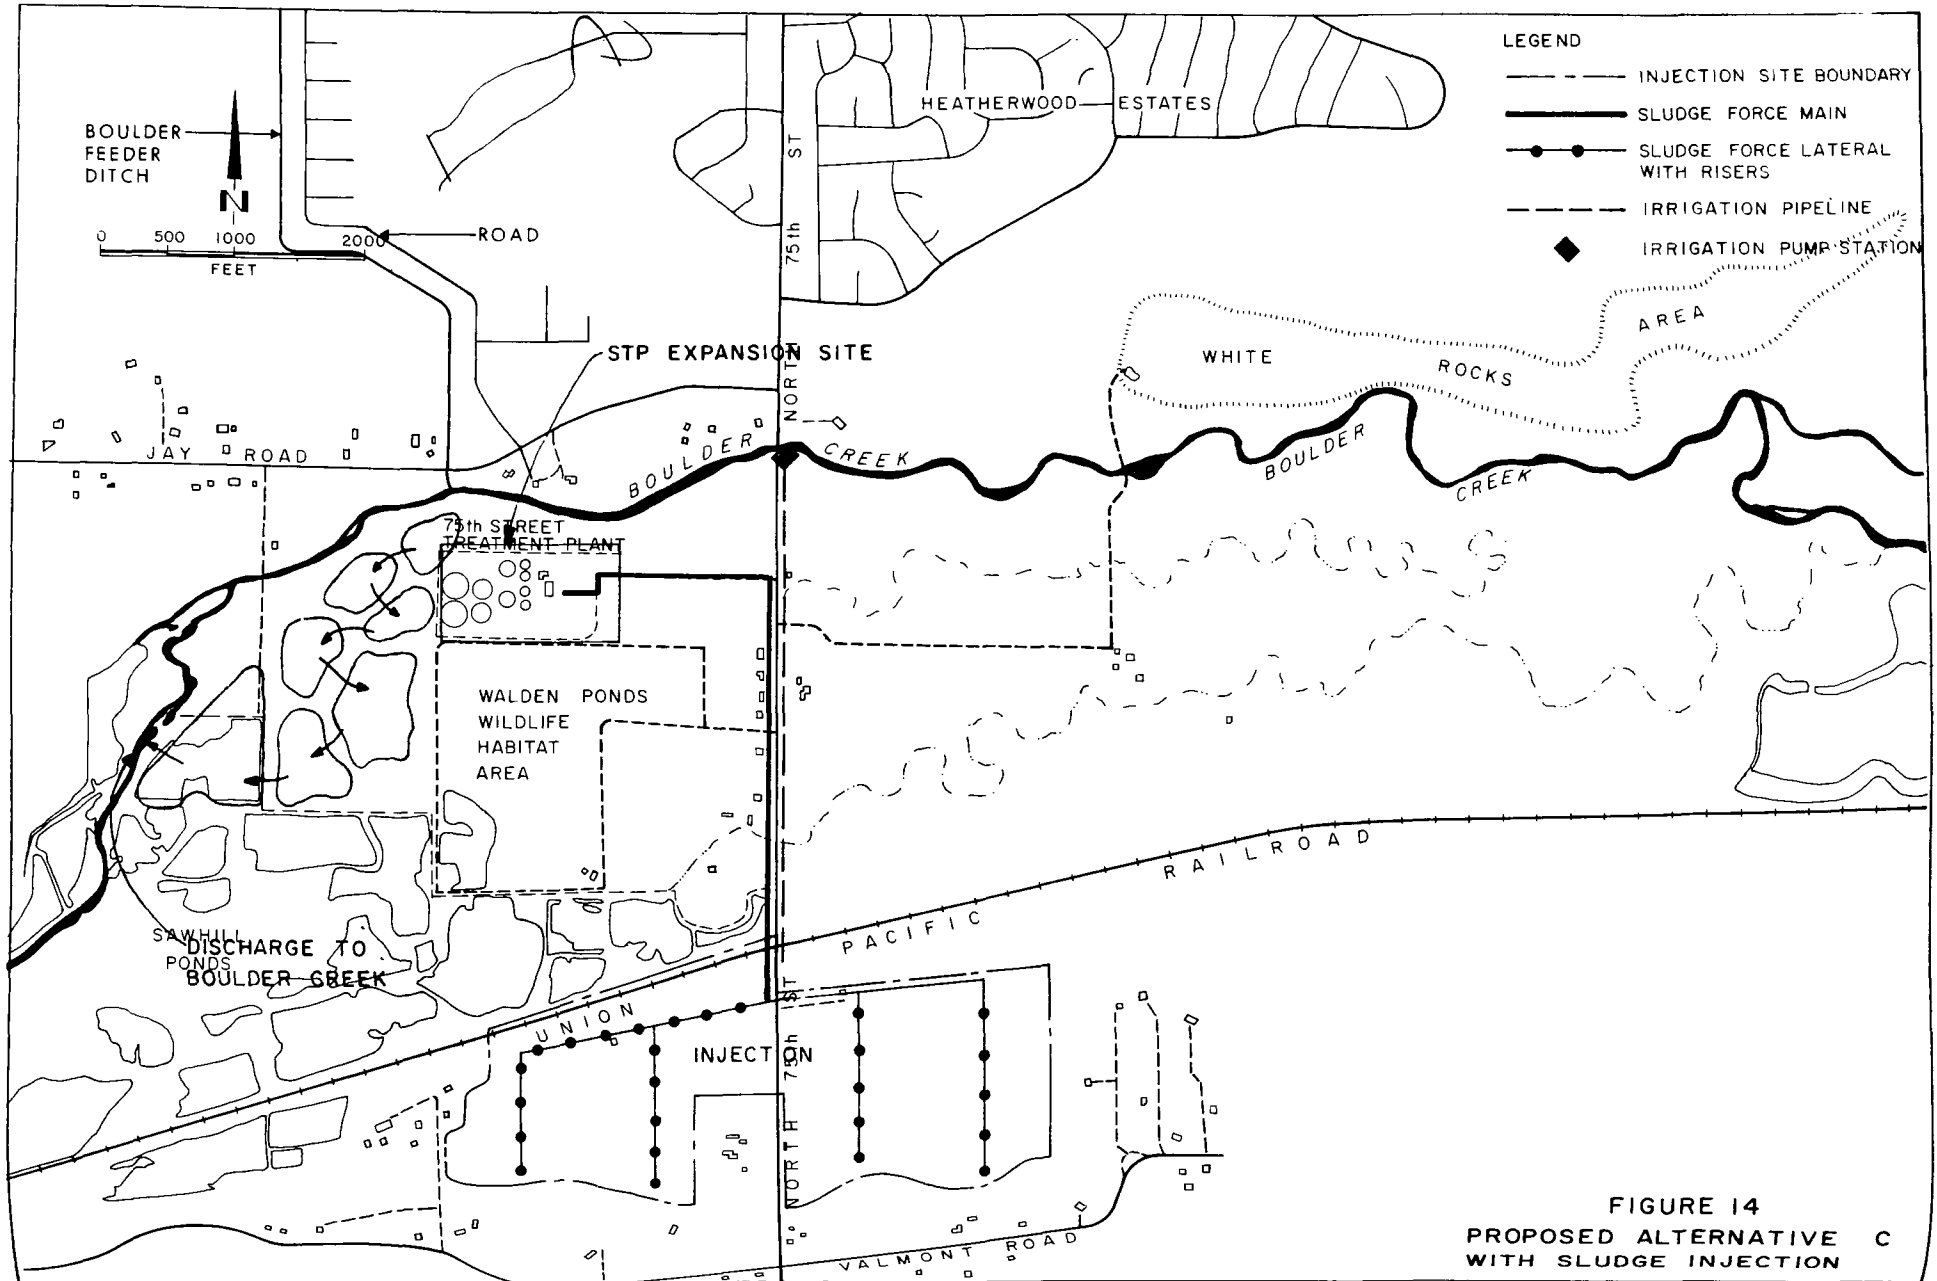 LEGEND
INJECTION SITE BOUNDARY
SLUDGE FORCE MAIN
SLUDGE FORCE LATERAL
WITH RISERS
IRRIGATION PIPELINE
IRRIGATION PUMP STATION
HEATHERWOOD ESTATES
BOULDER
FEEDER
DITCH
N
0 500 1000 2000
FEET
ROAD
NORTH 75th ST
STP EXPANSION SITE
WHITE ROCKS AREA
JAY ROAD
BOULDER CREEK
BOULDER CREEK
75th STREET
TREATMENT PLANT
WALDEN PONDS
WILDLIFE
HABITAT
AREA
SAWHILL
PONDS
DISCHARGE TO
BOULDER CREEK
UNION PACIFIC RAILROAD
INJECTION
NORTH 75th ST
VALMONT ROAD
FIGURE 14
PROPOSED ALTERNATIVE C
WITH SLUDGE INJECTION